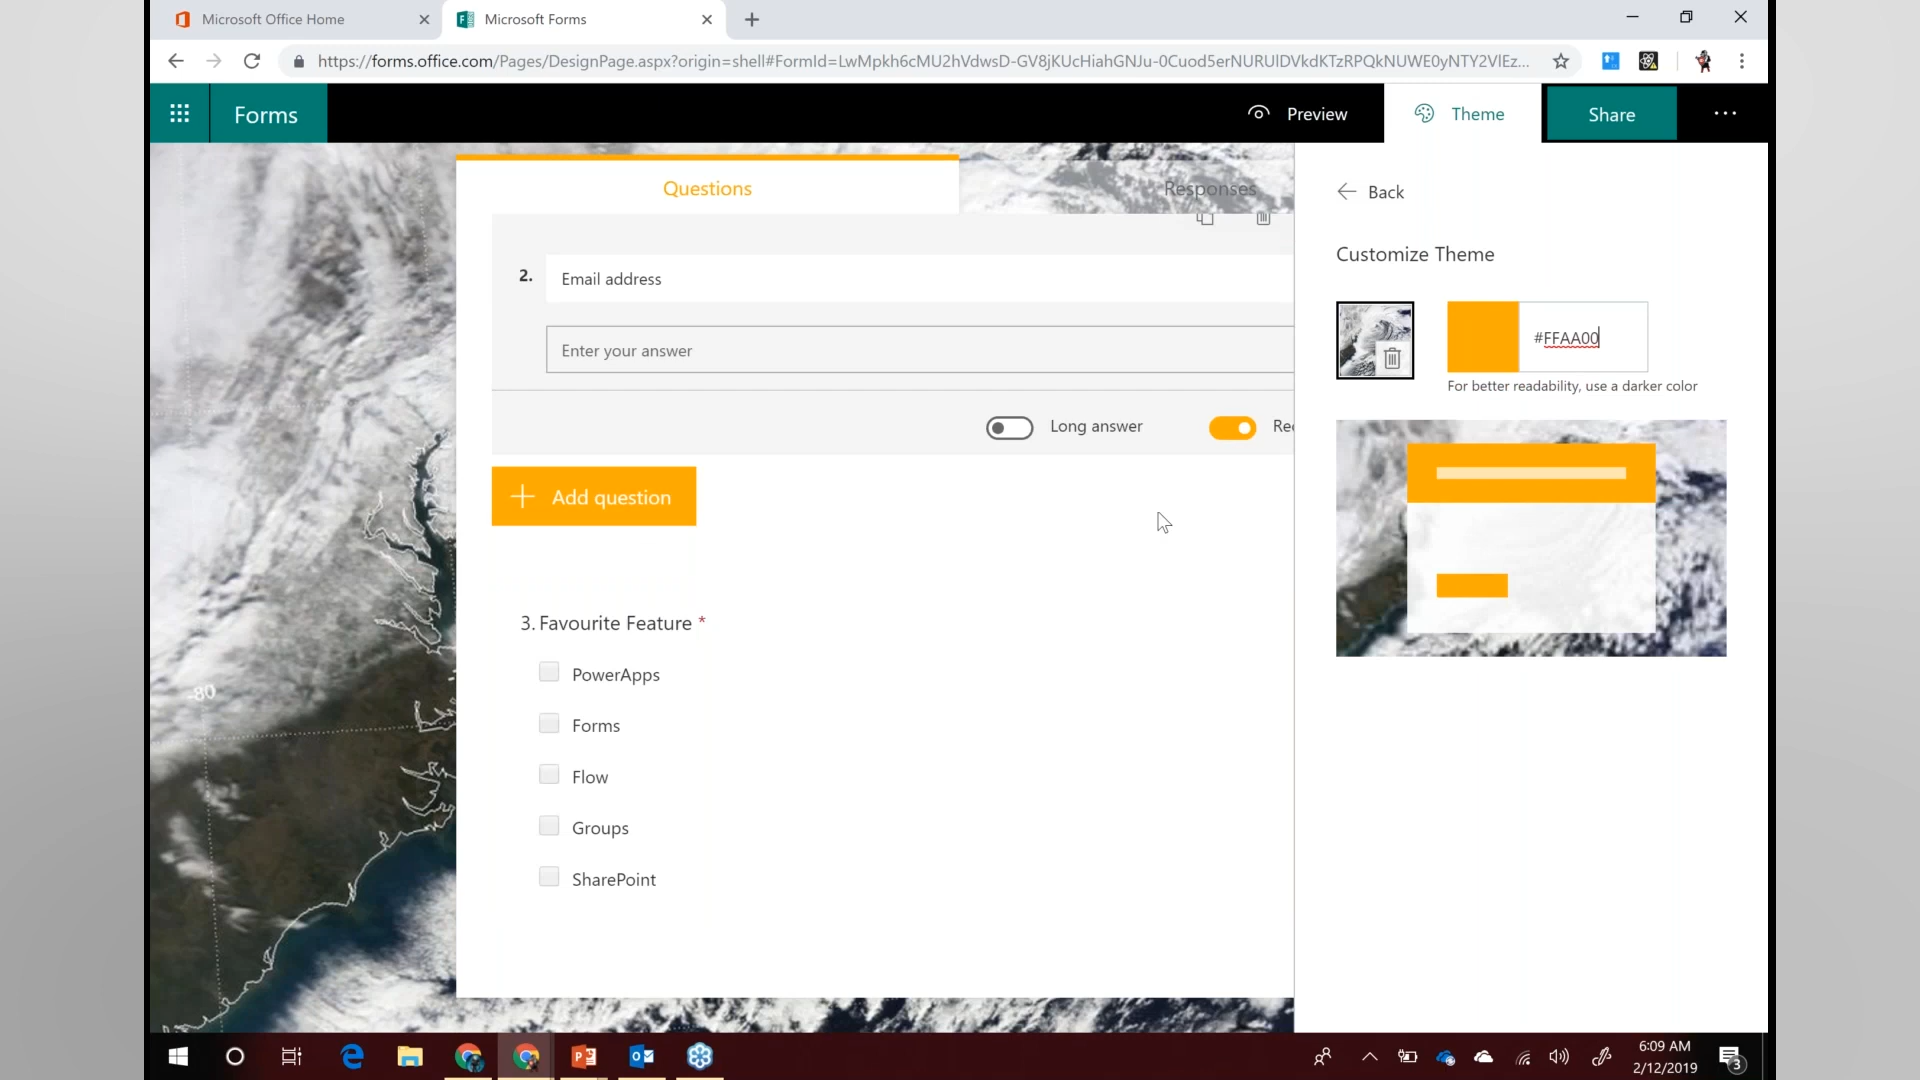 Microsoft Office Home
Microsoft Forms
https://forms.office.com/Pages/DesignPage.aspx?origin=shell#FormId=LwMpkh6cMU2hVdwsD-GV8jKUcHiahGNJu-0Cuod5erNURUlDVkdKTzRPQkNUWE0yNTY2VlEz...
Forms
Preview
Theme
Share
Questions
Responses
Back
Customize Theme
2.
Email address
#FFAA00
Enter your answer
For better readability, use a darker color
Long answer
Rec
Add question
3. Favourite Feature *
PowerApps
-80
Forms
Flow
Groups
SharePoint
6:09 AM
2/12/2019
3